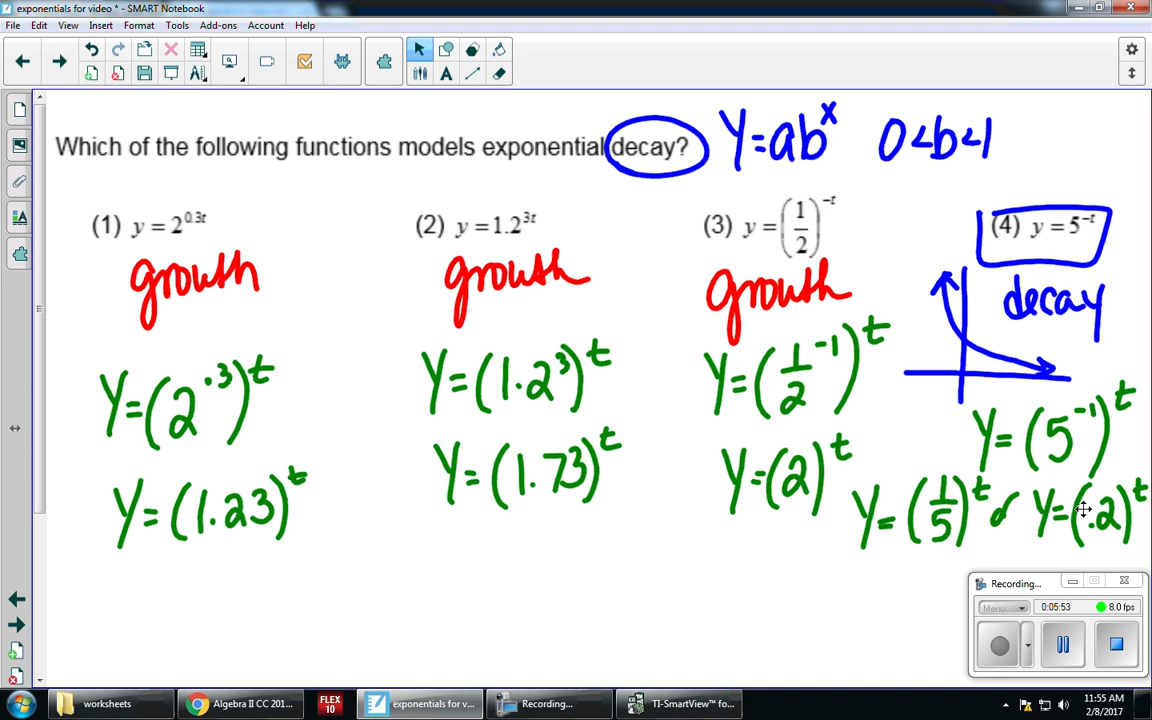 exponentials for video * - SMART Notebook
File Edit View Insert Format Tools Add-ons Account Help
Which of the following functions models exponential decay? y=ab^x 0<b<1
(1) y = 2^{0.3t} (2) y = 1.2^{3t} (3) y = (1/2)^{-t} (4) y = 5^{-t}
growth growth growth decay
Y=(2^{.3})^t Y=(1.2^3)^t Y=(1/2^{-1})^t Y=(5^{-1})^t
Y=(1.23)^t Y=(1.73)^t Y=(2)^t Y=(1/5)^t or Y=(.2)^t
Recording...
Menu 0:05:53 8.0 fps
worksheets Algebra II CC 201... FLEX 10 exponentials for v... Recording... TI-SmartView™ fo... 11:55 AM
2/8/2017